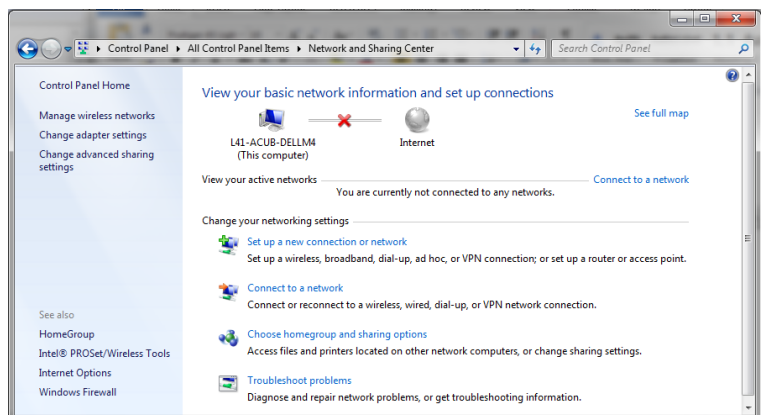 Control Panel ▸ All Control Panel Items ▸ Network and Sharing Center
Search Control Panel
Control Panel Home
Manage wireless networks
Change adapter settings
Change advanced sharing
settings
See also
HomeGroup
Intel® PROSet/Wireless Tools
Internet Options
Windows Firewall
View your basic network information and set up connections
See full map
L41-ACUB-DELLM4
(This computer)
Internet
View your active networks
Connect to a network
You are currently not connected to any networks.
Change your networking settings
Set up a new connection or network
Set up a wireless, broadband, dial-up, ad hoc, or VPN connection; or set up a router or access point.
Connect to a network
Connect or reconnect to a wireless, wired, dial-up, or VPN network connection.
Choose homegroup and sharing options
Access files and printers located on other network computers, or change sharing settings.
Troubleshoot problems
Diagnose and repair network problems, or get troubleshooting information.